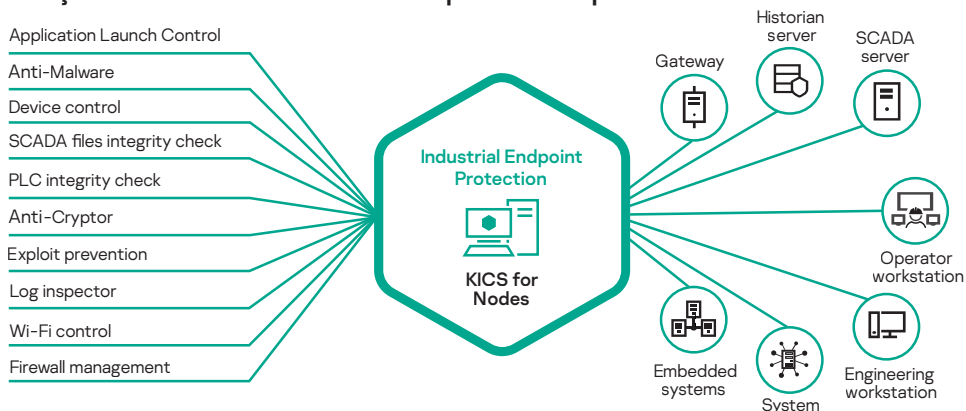 Application Launch Control
Anti-Malware
Device control
SCADA files integrity check
PLC integrity check
Anti-Cryptor
Exploit prevention
Log inspector
Wi-Fi control
Firewall management
Industrial Endpoint
Protection
KICS for
Nodes
Gateway
Historian
server
SCADA
server
Operator
workstation
Engineering
workstation
System
Embedded
systems